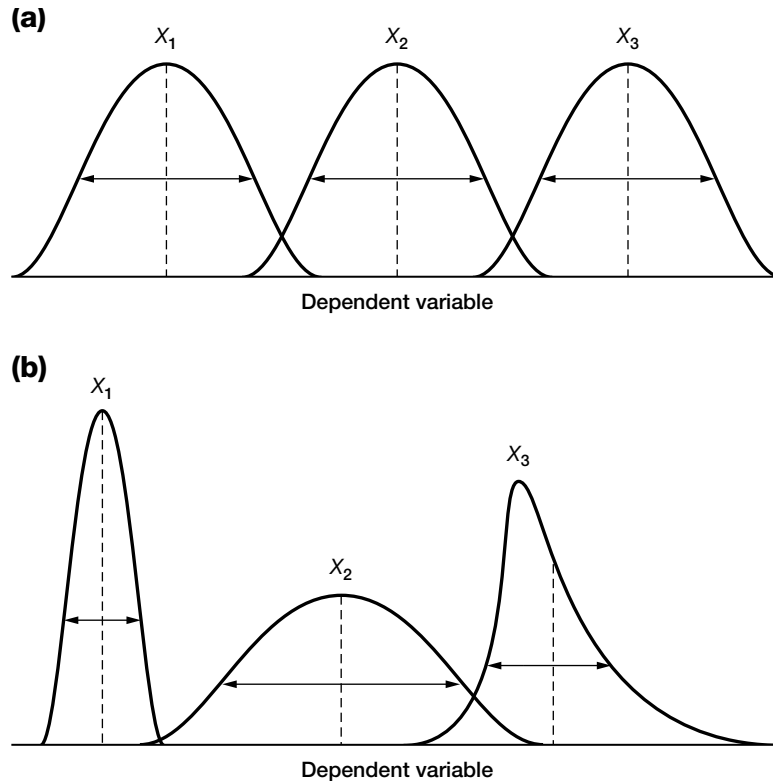 (a)
X1 X2 X3
Dependent variable
(b)
X1
X3
X2
Dependent variable